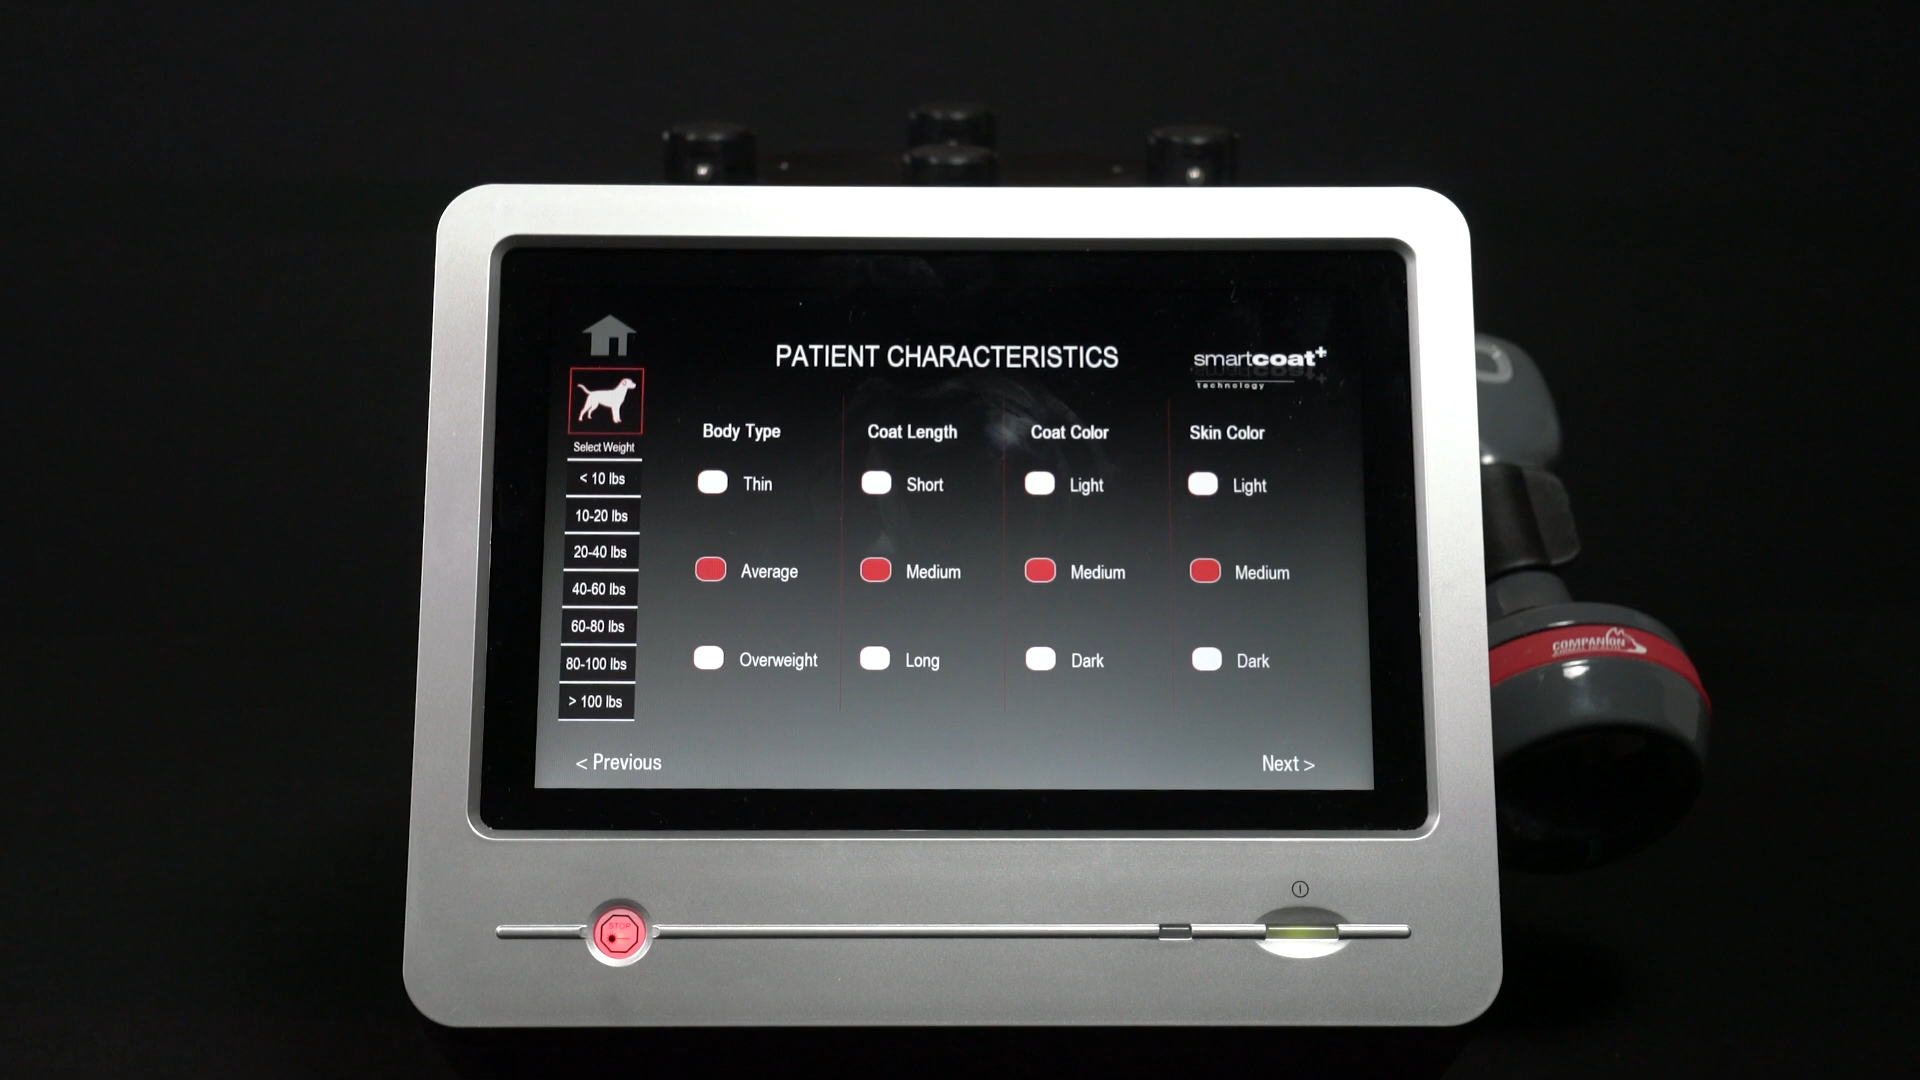 PATIENT CHARACTERISTICS
smartcoat+
technology
Select Weight
< 10 lbs
10-20 lbs
20-40 lbs
40-60 lbs
60-80 lbs
80-100 lbs
> 100 lbs
Body Type
Thin
Average
Overweight
Coat Length
Short
Medium
Long
Coat Color
Light
Medium
Dark
Skin Color
Light
Medium
Dark
< Previous
Next >
STOP
COMPANION